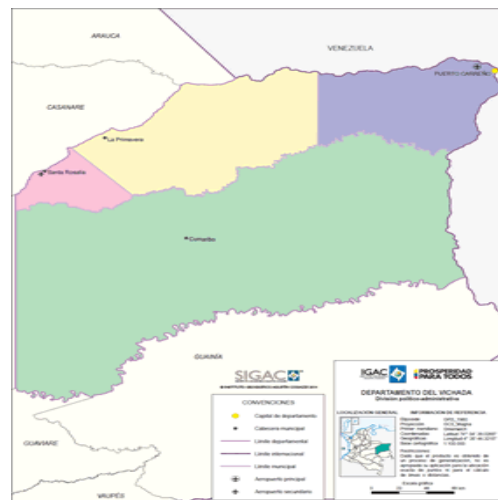 ARAUCA
VENEZUELA
PUERTO CARREÑO
CASANARE
La Primavera
Santa Rosalía
Cumaribo
GUAINÍA
SIGAC
IGAC
PROSPERIDAD
PARA TODOS
DEPARTAMENTO DEL VICHADA
División político-administrativa
CONVENCIONES
Capital de departamento
Cabecera municipal
Límite departamental
Límite internacional
Límite municipal
Aeropuerto principal
Aeropuerto secundario
LOCALIZACIÓN GENERAL
INFORMACIÓN DE REFERENCIA
Escala gráfica
GUAVIARE
VAUPÉS